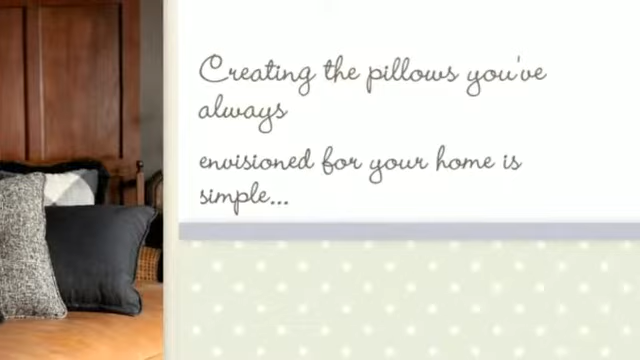 Creating the pillows you've
always
envisioned for your home is
simple...